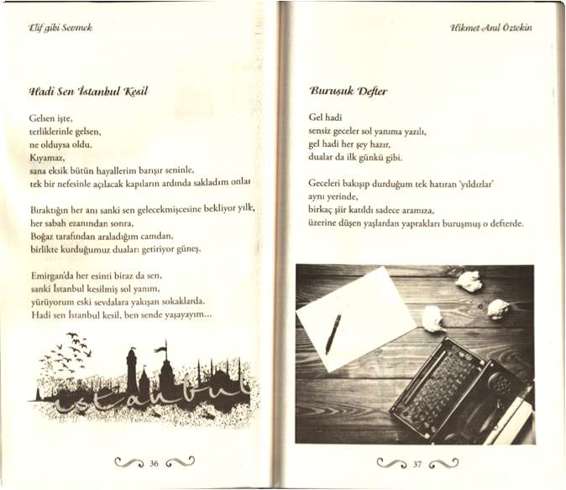 Elif gibi Sevmek
Hadi Sen İstanbul Kesil
Gelsen işte,
terliklerinle gelsen,
ne olduysa oldu.
Kıyamaz,
sana eksik bütün hayallerim barışır seninle,
tek bir nefesinle açılacak kapıların ardında sakladım onlar
Bıraktığın her anı sanki sen gelecekmişcesine bekliyor
her sabah ezanından sonra,
Boğaz tarafından araladığım camdan,
birlikte kurduğumuz duaları getiriyor güneş.
Emirgan'da her esinti biraz da sen,
sanki İstanbul kesilmiş sol yanım,
yürüyorum eski sevdalara yakışan sokaklarda.
Hadi sen İstanbul kesil, ben sende yaşayayım...
istanbul
36
Hikmet Anıl Öztekin
Buruşuk Defter
Gel hadi
sensiz geceler sol yanıma yazılı,
gel hadi her şey hazır,
dualar da ilk günkü gibi.
Geceleri bakışıp durduğum tek hatıran 'yıldızlar'
aynı yerinde,
birkaç şiir katıldı sadece aramıza,
üzerine düşen yaşlardan yaprakları buruşmuş o defterde.
37